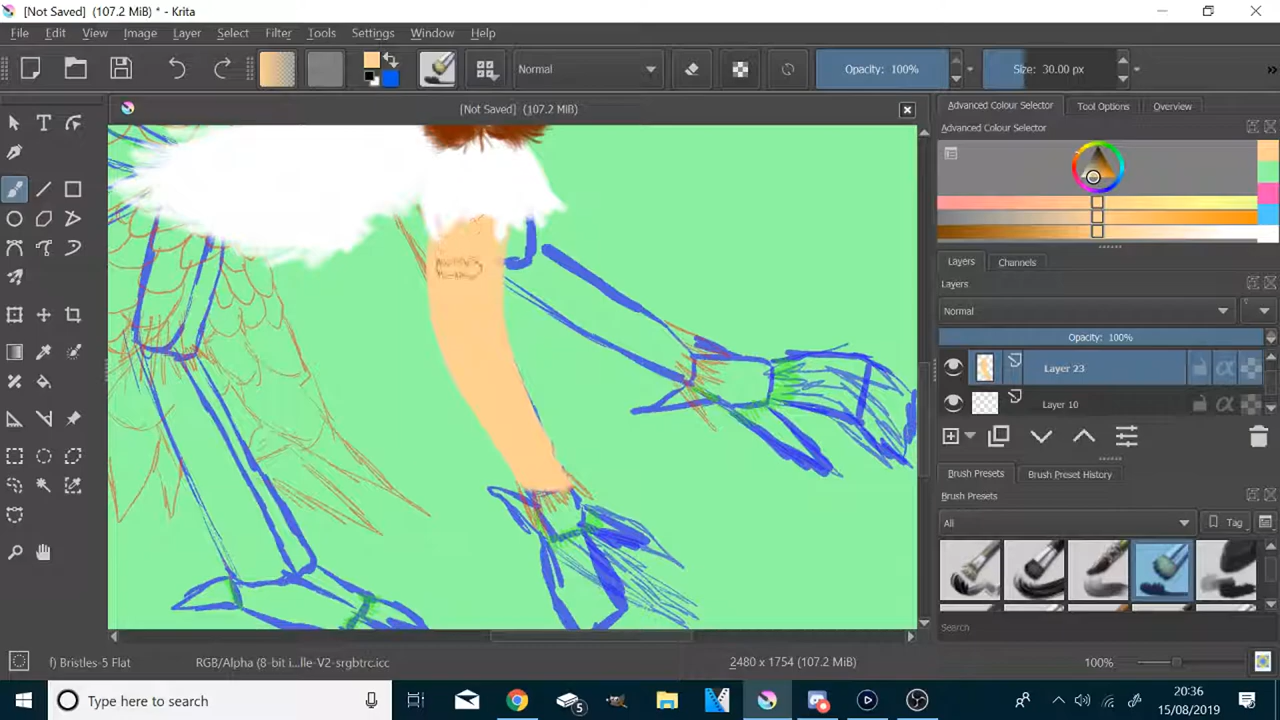 [Not Saved] (107.2 MiB) * - Krita
File Edit View Image Layer Select Filter Tools Settings Window Help
Normal
Opacity: 100%
Size: 30.00 px
»
[Not Saved] (107.2 MiB)
Advanced Colour Selector Tool Options Overview
Advanced Colour Selector
Layers Channels
Layers
Normal
Opacity: 100%
Layer 23
Layer 10
Brush Presets Brush Preset History
Brush Presets
All
Tag
Search
f) Bristles-5 Flat
RGB/Alpha (8-bit i...lle-V2-srgbtrc.icc
2480 x 1754 (107.2 MiB)
100%
Type here to search
5
20:36
15/08/2019